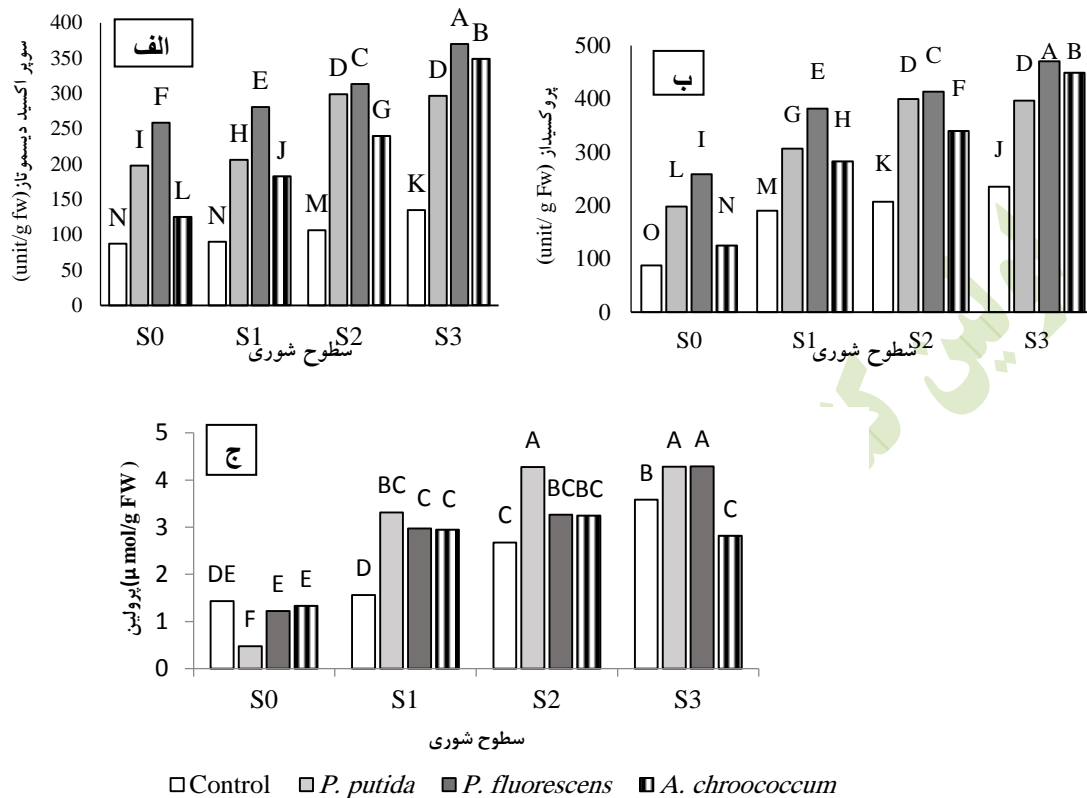 الف
سوپر اکسید دیسموتاز (unit/g fw)
400
350
300
250
200
150
100
50
0
N I F L
N H E J
M D C G
K D A B
S0 S1 S2 S3
سطوح شوری
ب
پروکسیداز (unit/ g Fw)
500
400
300
200
100
0
O L I N
M G E H
K D C F
J D A B
S0 S1 S2 S3
سطوح شوری
ج
پرولین (µ mol/g FW)
5
4
3
2
1
0
DE F E E
D BC C C
C A BC BC
B A A C
S0 S1 S2 S3
سطوح شوری
Control P. putida P. fluorescens A. chroococcum